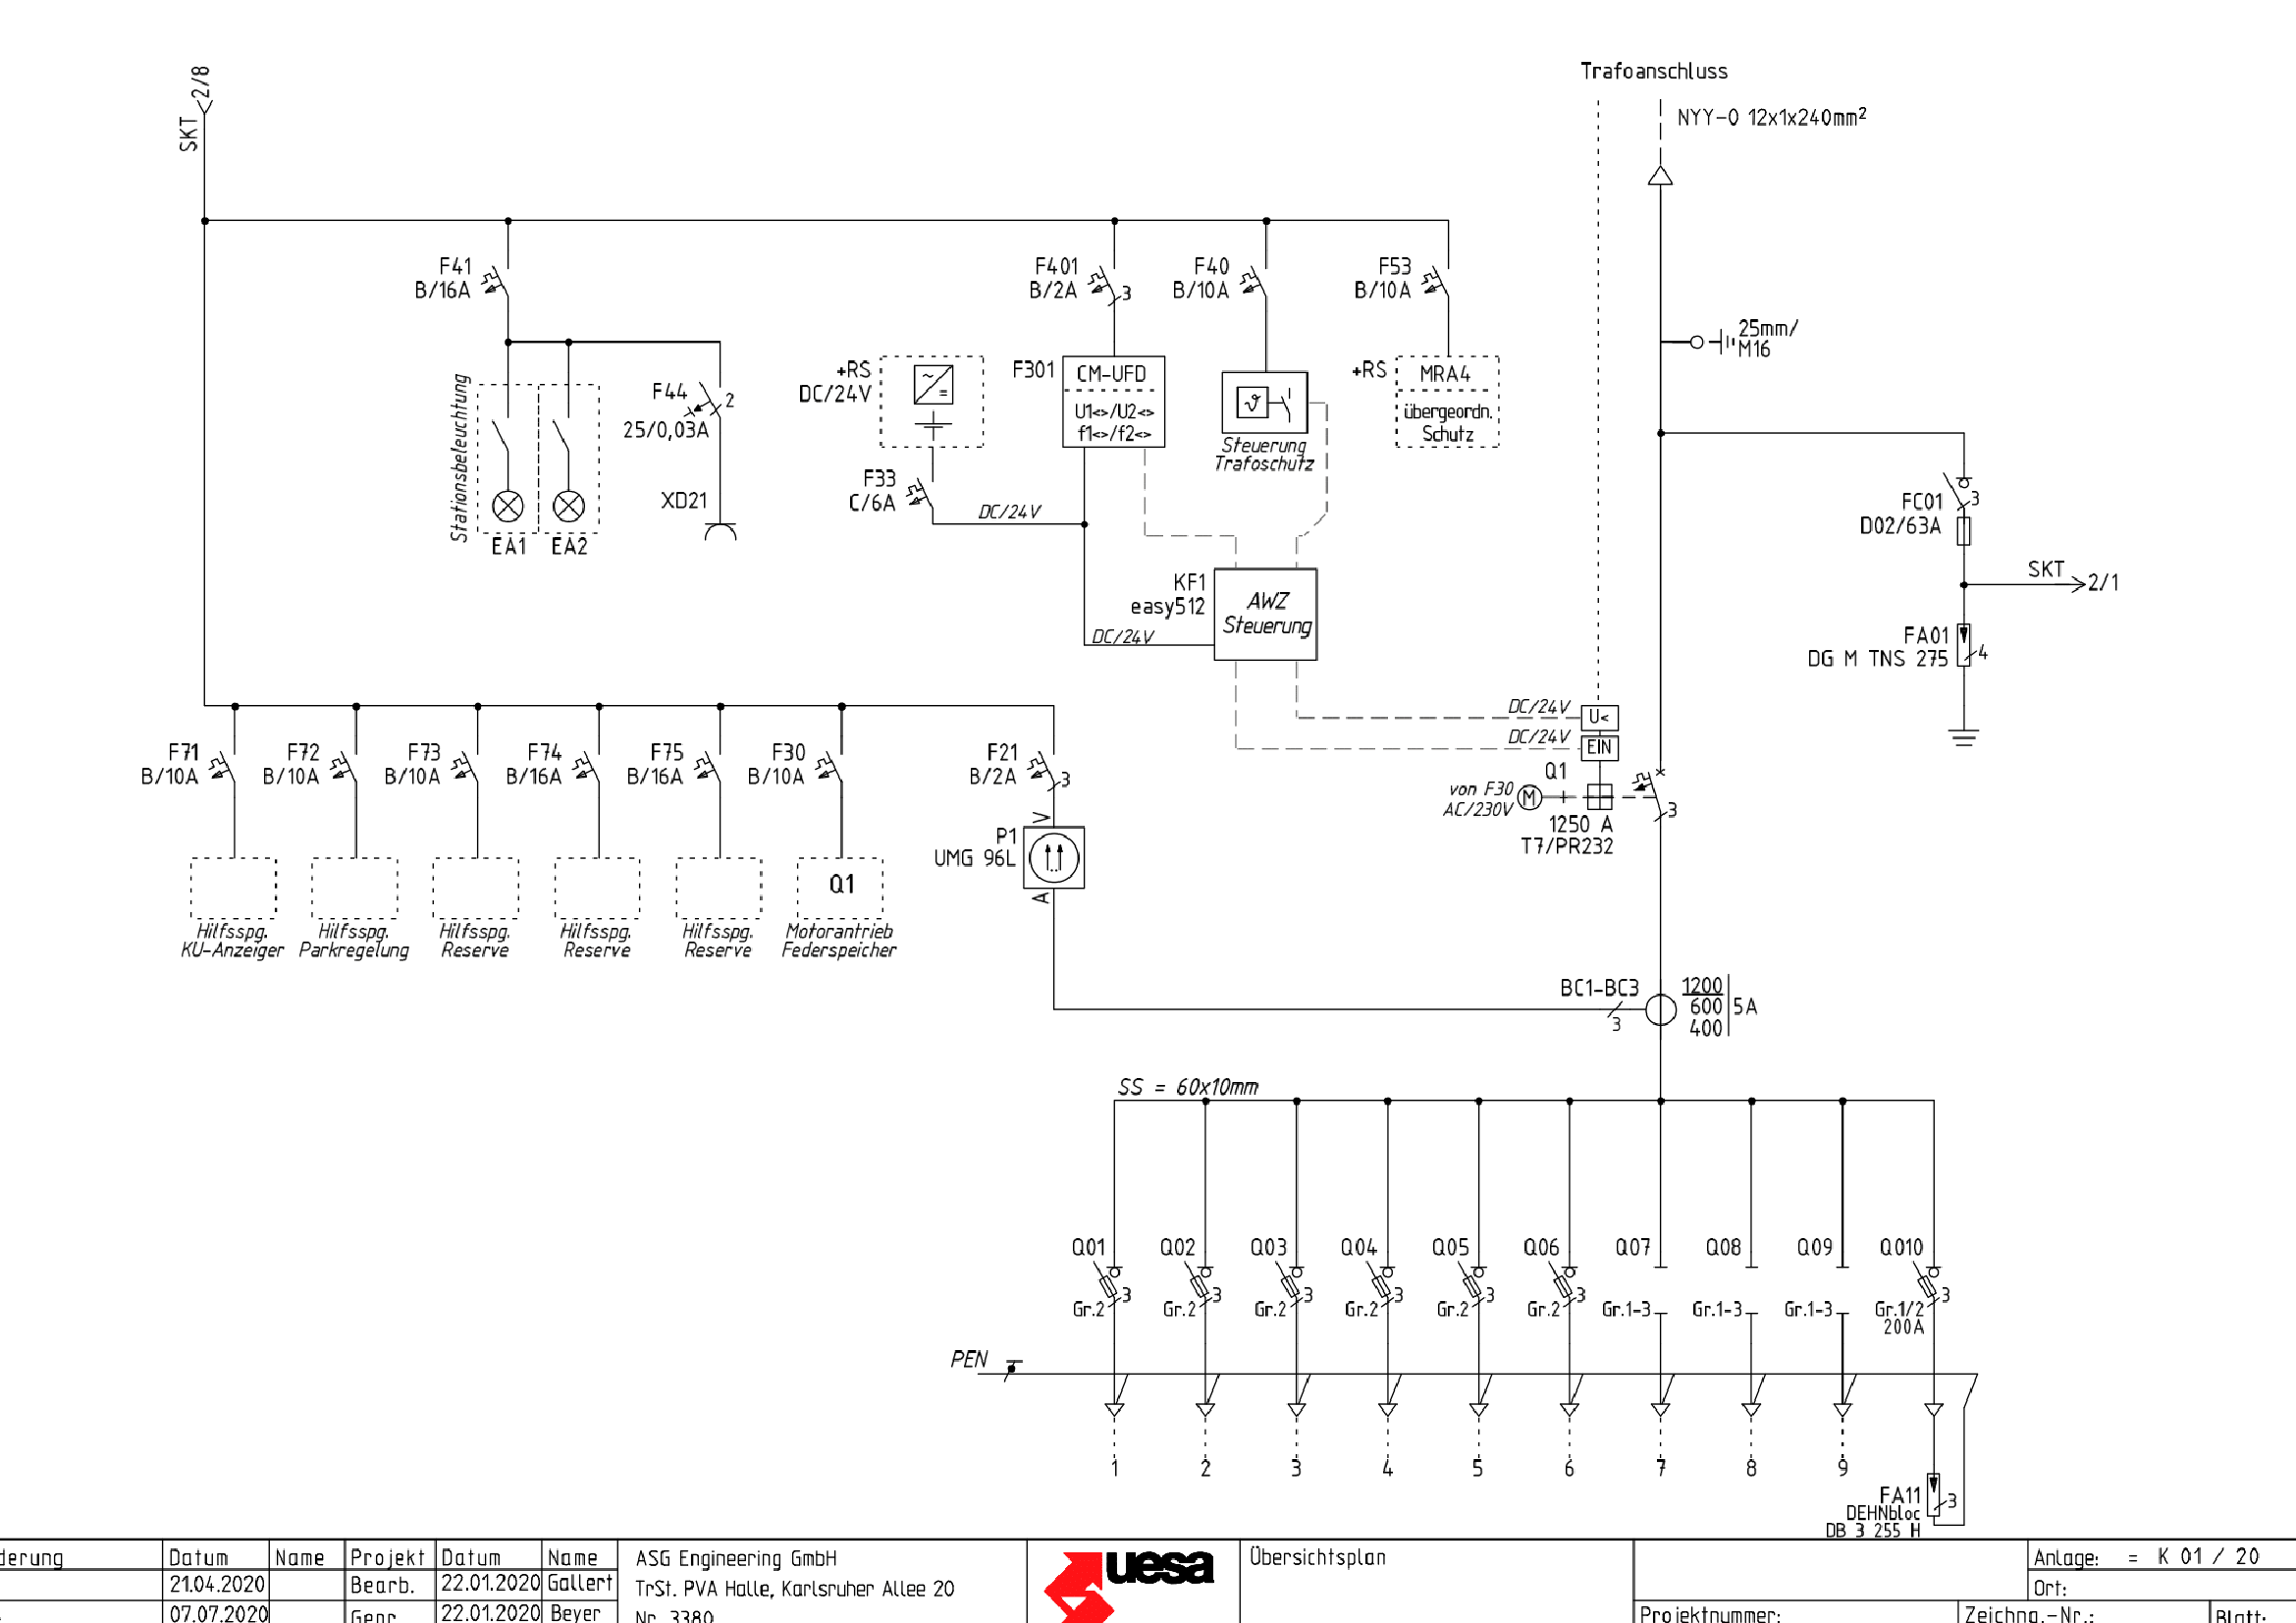 Trafoanschluss
NYY-0 12x1x240mm²
2/8
SKT
F41
B/16A
F401
B/2A
3
F40
B/10A
F53
B/10A
25mm/
M16
Stationsbeleuchtung
EA1
EA2
F44
25/0,03A
2
XD21
+RS
DC/24V
F33
C/6A
DC/24V
F301
CM-UFD
U1<>/U2<>
f1<>/f2<>
ϑ
Steuerung
Trafoschutz
+RS
MRA4
übergeordn.
Schutz
FC01
D02/63A
3
SKT
2/1
FA01
DG M TNS 275
4
KF1
easy512
AWZ
Steuerung
DC/24V
DC/24V
U<
DC/24V
EIN
Q1
von F30
AC/230V
M
1250 A
T7/PR232
3
F71
B/10A
F72
B/10A
F73
B/10A
F74
B/16A
F75
B/16A
F30
B/10A
F21
B/2A
3
V
P1
UMG 96L
A
Q1
Hilfsspg.
KU-Anzeiger
Hilfsspg.
Parkregelung
Hilfsspg.
Reserve
Hilfsspg.
Reserve
Hilfsspg.
Reserve
Motorantrieb
Federspeicher
BC1-BC3
3
1200
600
400
5A
SS = 60x10mm
Q01
Gr.2
3
Q02
Gr.2
3
Q03
Gr.2
3
Q04
Gr.2
3
Q05
Gr.2
3
Q06
Gr.2
3
Q07
Gr.1-3
Q08
Gr.1-3
Q09
Gr.1-3
Q010
Gr.1/2
200A
3
PEN
1 2 3 4 5 6 7 8 9
FA11
DEHNbloc
DB 3 255 H
3
derung Datum Name Projekt Datum Name
21.04.2020 Bearb. 22.01.2020 Gallert
07.07.2020 Gepr. 22.01.2020 Beyer
ASG Engineering GmbH
TrSt. PVA Halle, Karlsruher Allee 20
Nr. 3380
uesa
Übersichtsplan
Anlage: = K 01 / 20
Ort:
Projektnummer:
Zeichng.-Nr.:
Blatt: